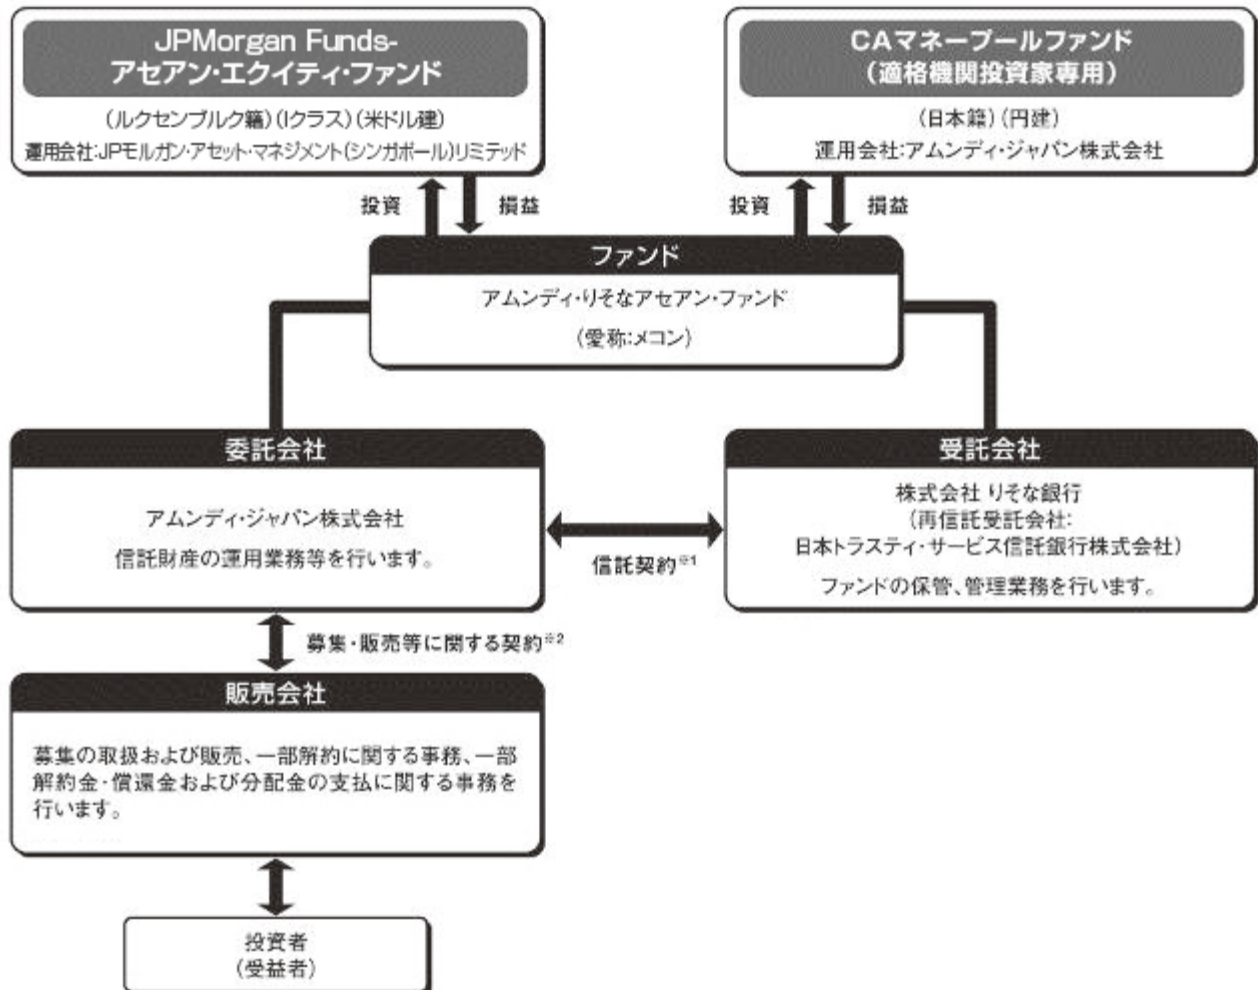 JPMorgan Funds-
アセアン・エクイティ・ファンド
(ルクセンブルク籍)(Iクラス)(米ドル建)
運用会社:JPモルガン・アセット・マネジメント(シンガポール)リミテッド
CAマネープールファンド
(適格機関投資家専用)
(日本籍)(円建)
運用会社:アムンディ・ジャパン株式会社
投資
損益
投資
損益
ファンド
アムンディ・りそなアセアン・ファンド
(愛称:メコン)
委託会社
アムンディ・ジャパン株式会社
信託財産の運用業務等を行います。
信託契約※1
受託会社
株式会社 りそな銀行
(再信託受託会社:
日本トラスティ・サービス信託銀行株式会社)
ファンドの保管、管理業務を行います。
募集・販売等に関する契約※2
販売会社
募集の取扱および販売、一部解約に関する事務、一部
解約金・償還金および分配金の支払に関する事務を
行います。
投資者
(受益者)